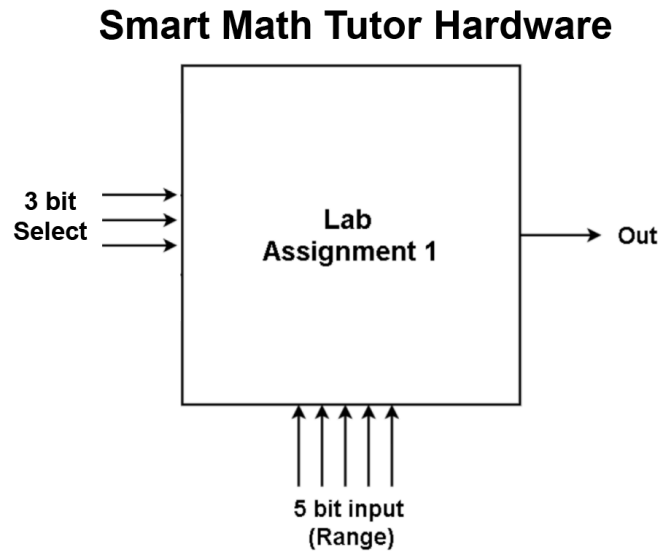 Smart Math Tutor Hardware
3 bit
Select
Lab
Assignment 1
Out
5 bit input
(Range)